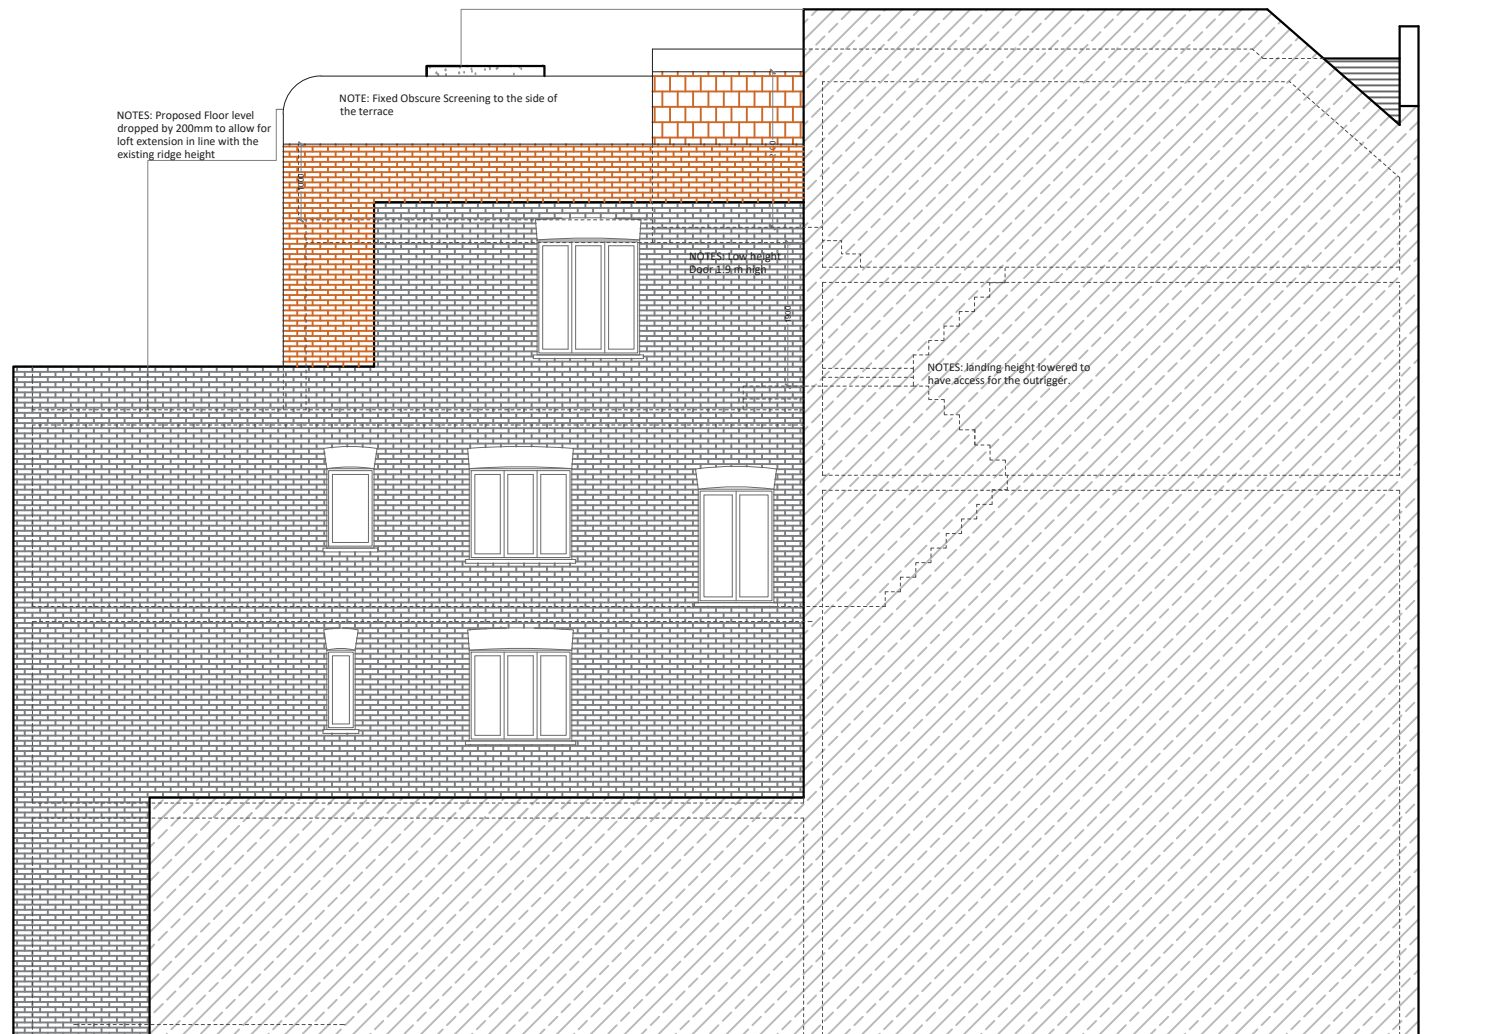 NOTE: Fixed Obscure Screening to the side of
the terrace
NOTES: Proposed Floor level
dropped by 200mm to allow for
loft extension in line with the
existing ridge height
NOTES: Low height
Door 1.9 m high
1900
NOTES: landing height lowered to
have access for the outrigger.